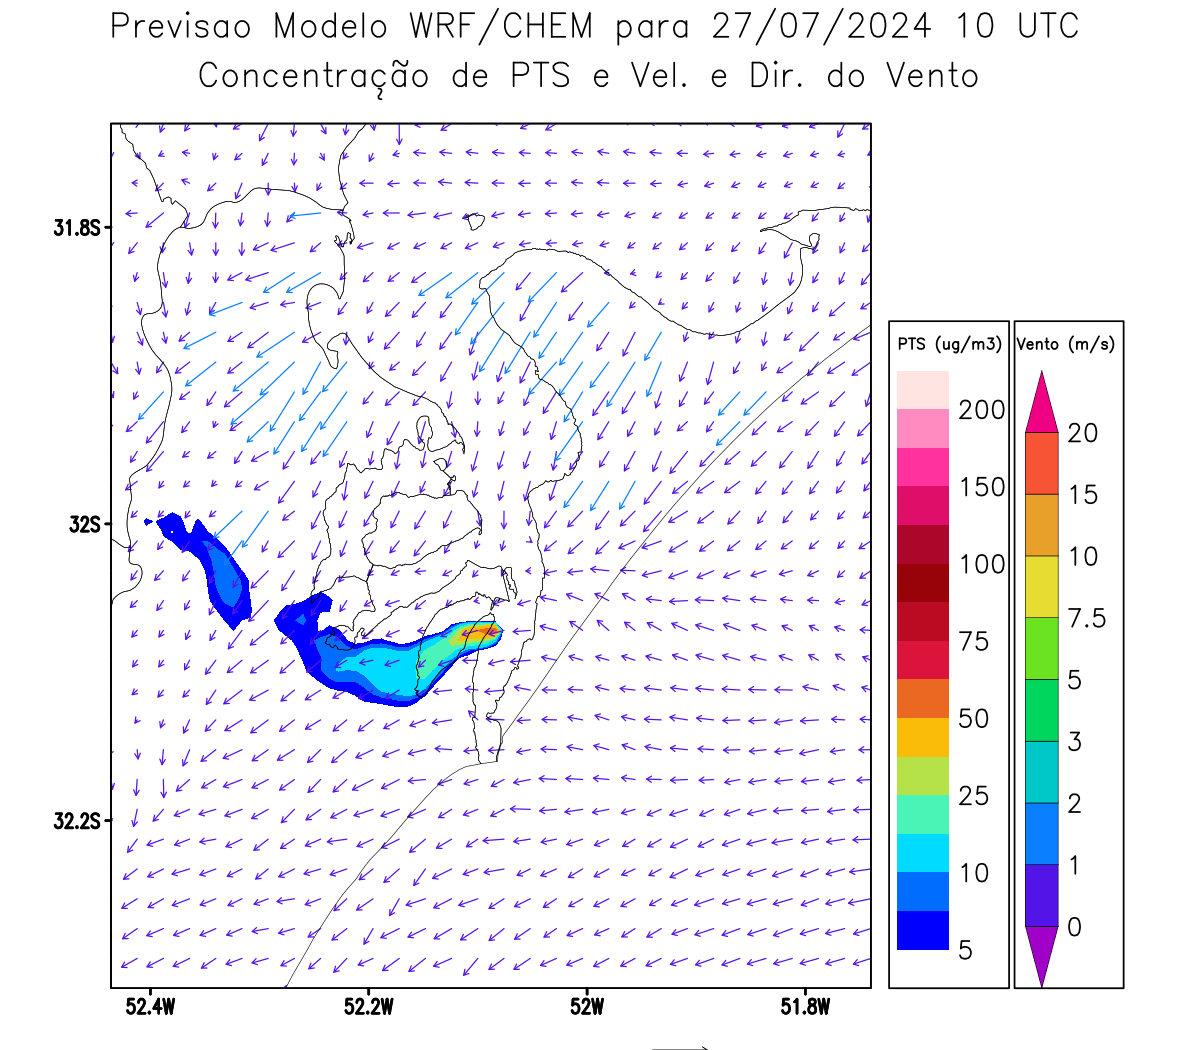 Previsao Modelo WRF/CHEM para 27/07/2024 10 UTC
Concentração de PTS e Vel. e Dir. do Vento
31.8S
32S
32.2S
52.4W
52.2W
52W
51.8W
PTS (ug/m3)
200
150
100
75
50
25
10
5
Vento (m/s)
20
15
10
7.5
5
3
2
1
0